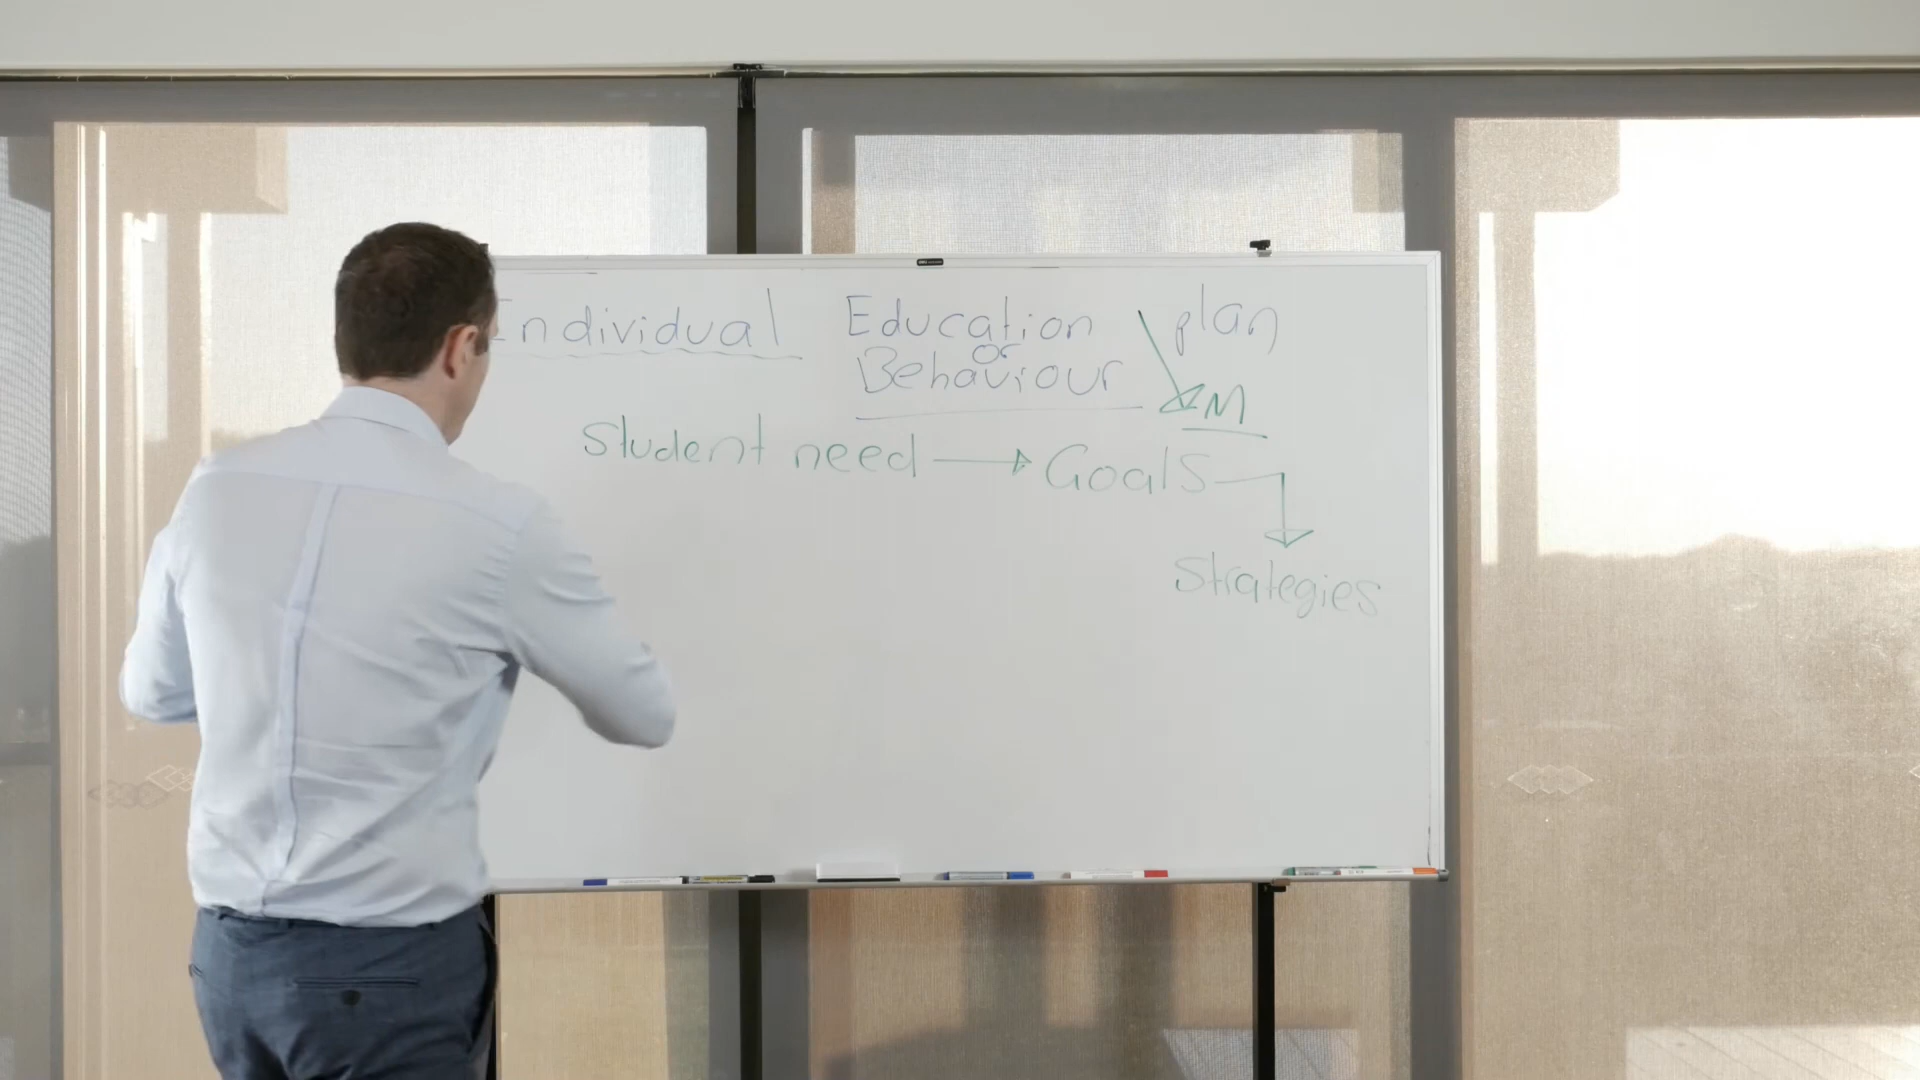 Individual Education plan
or
Behaviour
M
Student need → Goals
Strategies